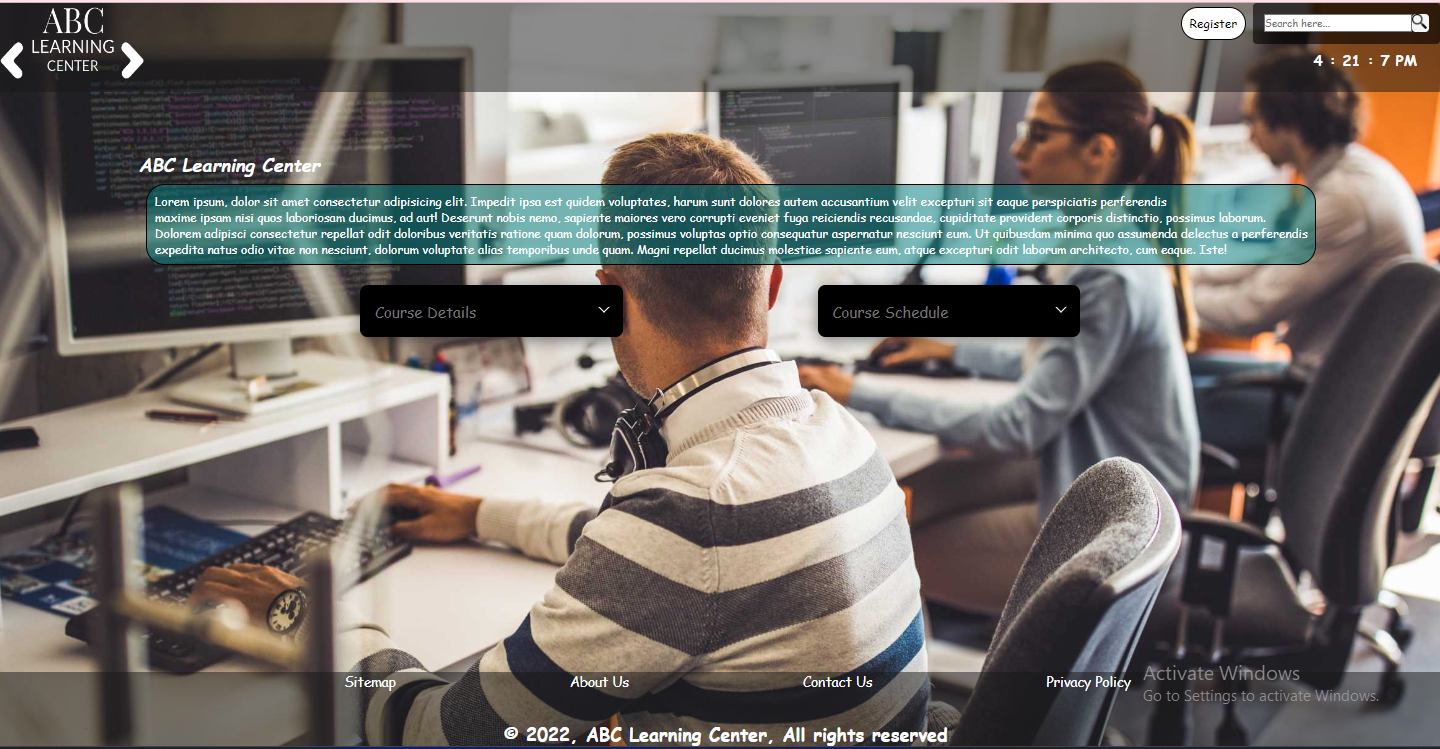 ABC
LEARNING
CENTER
Register
Search here...
4 : 21 : 7 PM
ABC Learning Center
Lorem ipsum, dolor sit amet consectetur adipisicing elit. Impedit ipsa est quidem voluptates, harum sunt dolores autem accusantium velit excepturi sit eaque perspiciatis perferendis
maxime ipsam nisi quos laboriosam ducimus, ad aut! Deserunt nobis nemo, sapiente maiores vero corrupti eveniet fuga reiciendis recusandae, cupiditate provident corporis distinctio, possimus laborum.
Dolorem adipisci consectetur repellat odit doloribus veritatis ratione quam dolorum, possimus voluptas optio consequatur aspernatur nesciunt eum. Ut quibusdam minima quo assumenda delectus a perferendis
expedita natus odio vitae non nesciunt, dolorum voluptate alias temporibus unde quam. Magni repellat ducimus molestiae sapiente eum, atque excepturi odit laborum architecto, cum eaque. Iste!
Course Details
Course Schedule
Sitemap
About Us
Contact Us
Privacy Policy
Activate Windows
Go to Settings to activate Windows.
© 2022, ABC Learning Center, All rights reserved